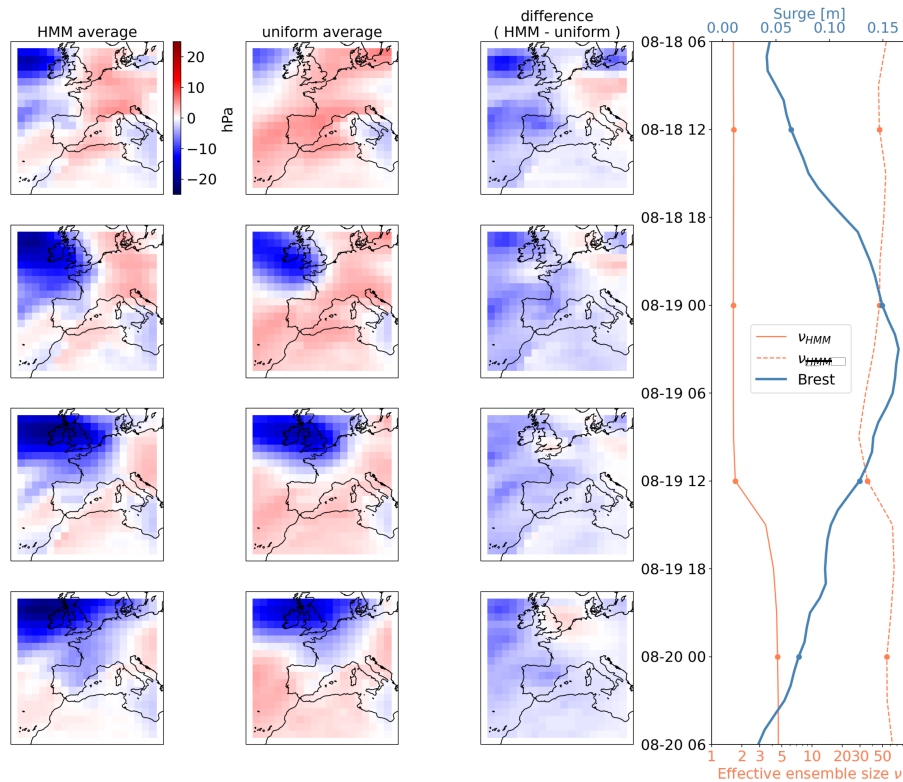 HMM average
uniform average
difference
( HMM - uniform )
Surge [m]
0.00 0.05 0.10 0.15
20
10
0
−10
−20
hPa
08-18 06
08-18 12
08-18 18
08-19 00
08-19 06
08-19 12
08-19 18
08-20 00
08-20 06
νHMM
νHMM
Brest
1 2 3 5 10 20 30 50
Effective ensemble size ν